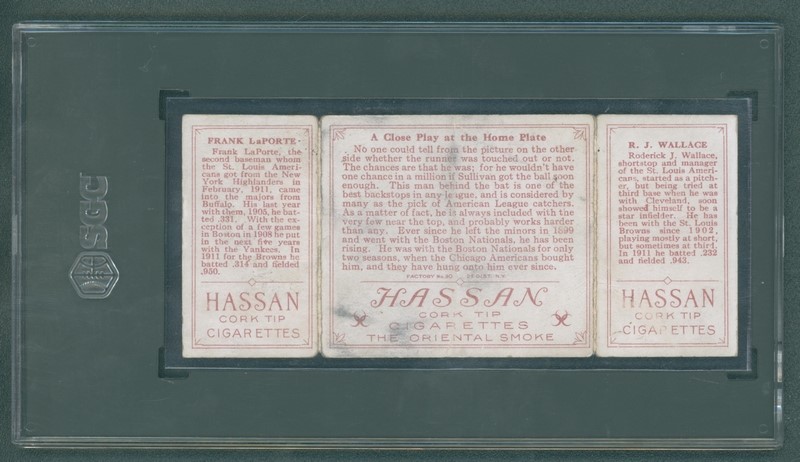 SGC
FRANK LaPORTE
Frank LaPorte, the
second baseman whom
the St. Louis Ameri-
cans got from the New
York Highlanders in
February, 1911, came
into the majors from
Buffalo. His last year
with them, 1905, he bat-
ted .331. With the ex-
ception of a few games
in Boston in 1908 he put
in the next five years
with the Yankees. In
1911 for the Browns he
batted .314 and fielded
.950.
HASSAN
CORK TIP
CIGARETTES
A Close Play at the Home Plate
No one could tell from the picture on the other
side whether the runner was touched out or not.
The chances are that he was; for he wouldn't have
one chance in a million if Sullivan got the ball soon
enough. This man behind the bat is one of the
best backstops in any league, and is considered by
many as the pick of American League catchers.
As a matter of fact, he is always included with the
very few near the top, and probably works harder
than any. Ever since he left the minors in 1899
and went with the Boston Nationals, he has been
rising. He was with the Boston Nationals for only
two seasons, when the Chicago Americans bought
him, and they have hung onto him ever since.
FACTORY No.
HASSAN
CORK TIP
CIGARETTES
THE ORIENTAL SMOKE
R. J. WALLACE
Roderick J. Wallace,
shortstop and manager
of the St. Louis Ameri-
cans, started as a pitch-
er, but being tried at
third base when he was
with Cleveland, soon
showed himself to be a
star infielder. He has
been with the St. Louis
Browns since 1902,
playing mostly at short,
but sometimes at third.
In 1911 he batted .232
and fielded .943.
HASSAN
CORK TIP
CIGARETTES